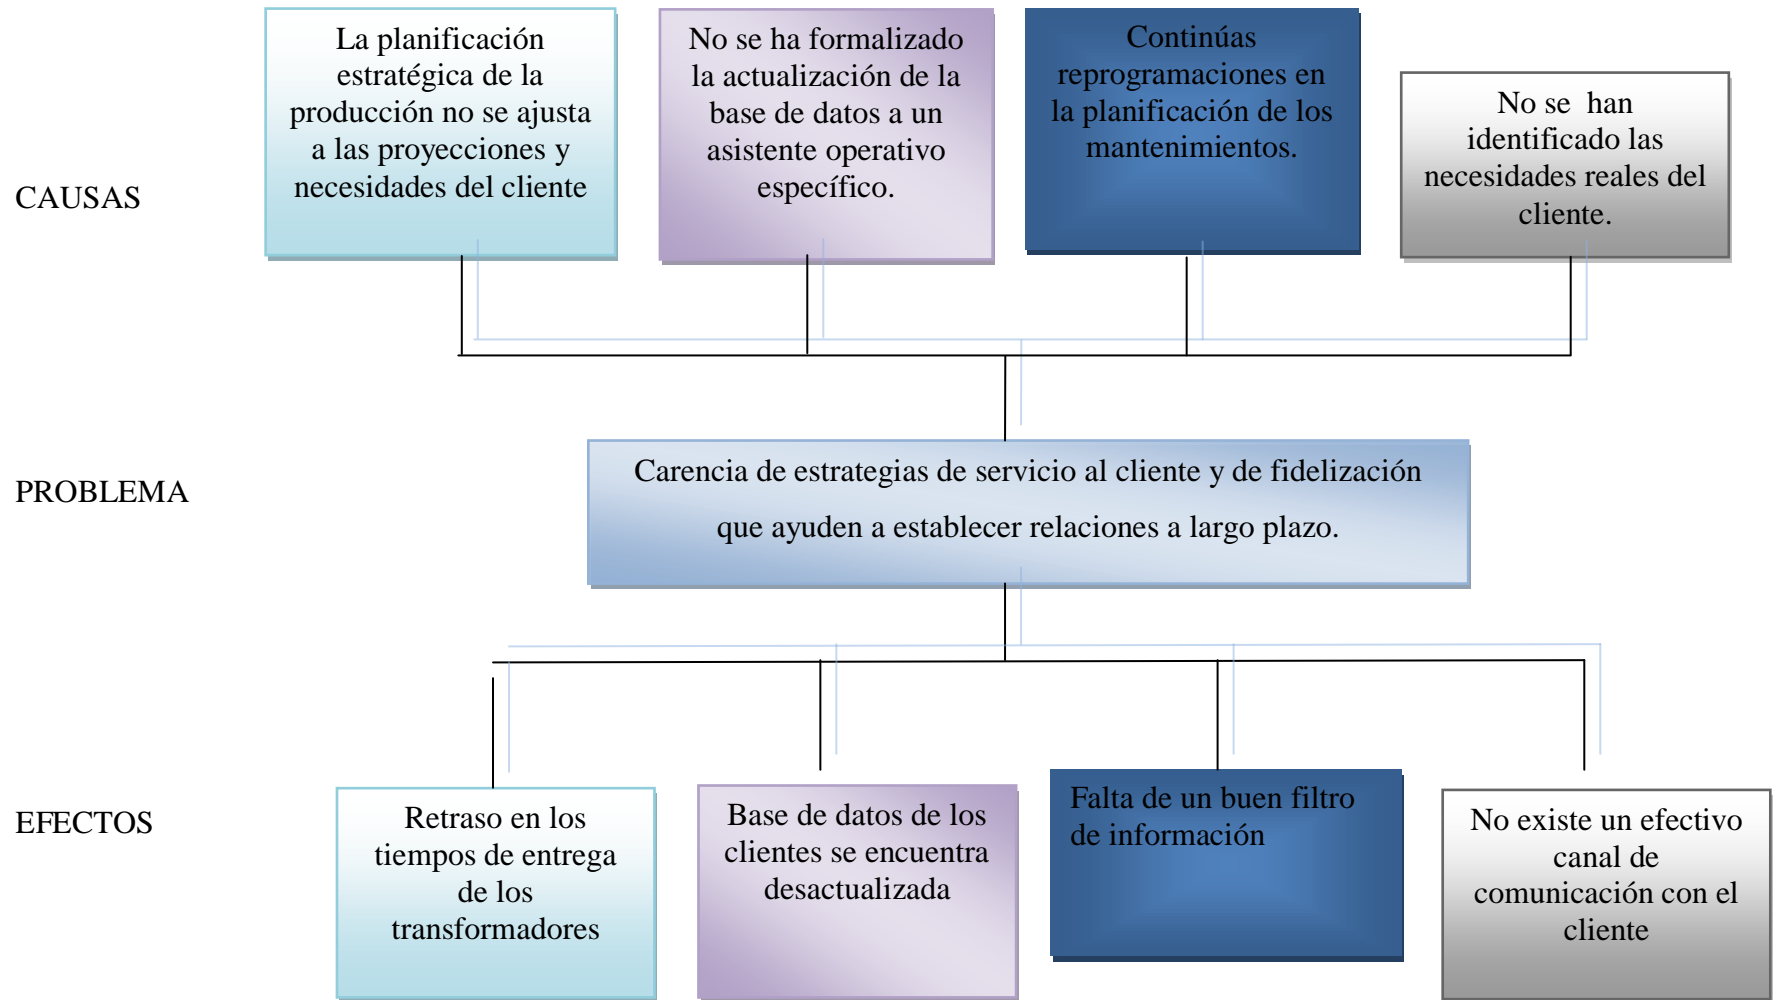 La planificación
estratégica de la
producción no se ajusta
a las proyecciones y
necesidades del cliente
No se ha formalizado
la actualización de la
base de datos a un
asistente operativo
específico.
Continúas
reprogramaciones en
la planificación de los
mantenimientos.
No se  han
identificado las
necesidades reales del
cliente.
CAUSAS
PROBLEMA
Carencia de estrategias de servicio al cliente y de fidelización
que ayuden a establecer relaciones a largo plazo.
EFECTOS
Retraso en los
tiempos de entrega
de los
transformadores
Base de datos de los
clientes se encuentra
desactualizada
Falta de un buen filtro
de información
No existe un efectivo
canal de
comunicación con el
cliente